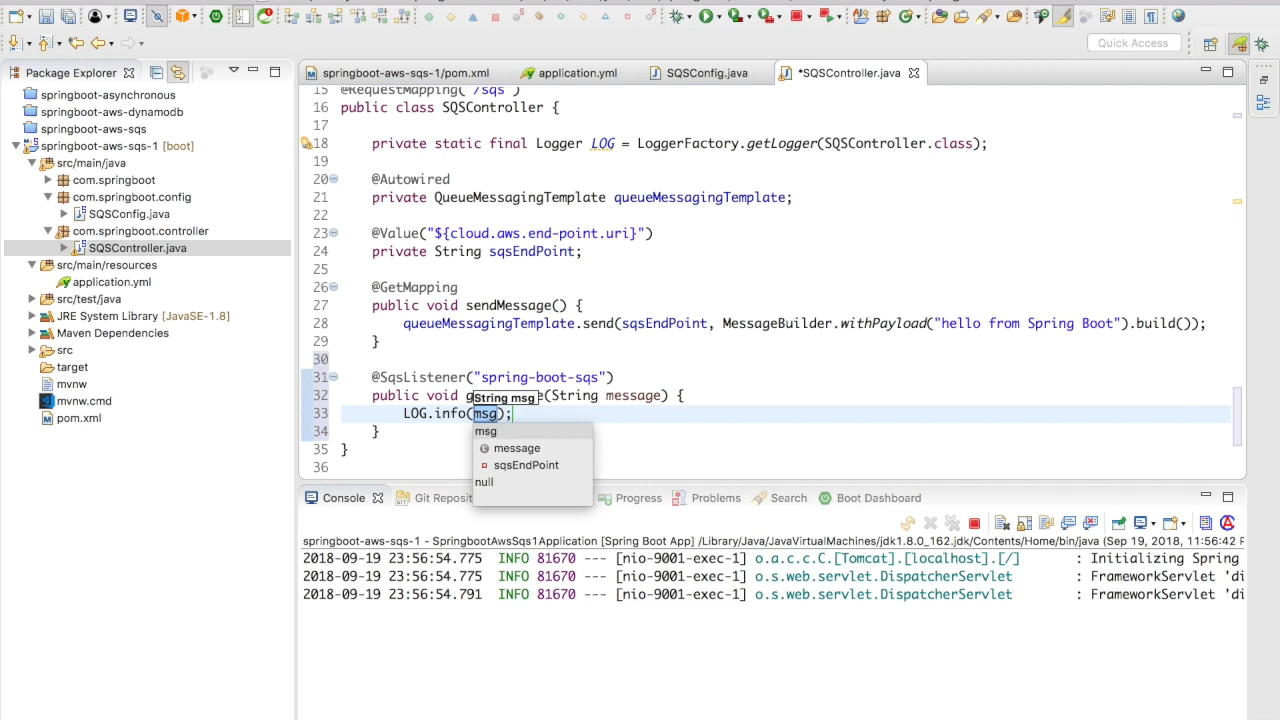 Quick Access
Package Explorer
springboot-asynchronous
springboot-aws-dynamodb
springboot-aws-sqs
springboot-aws-sqs-1 [boot]
src/main/java
com.springboot
com.springboot.config
SQSConfig.java
com.springboot.controller
SQSController.java
src/main/resources
application.yml
src/test/java
JRE System Library [JavaSE-1.8]
Maven Dependencies
src
target
mvnw
mvnw.cmd
pom.xml
springboot-aws-sqs-1/pom.xml application.yml SQSConfig.java *SQSController.java
15 @RequestMapping("/sqs")
16 public class SQSController {
17
18 private static final Logger LOG = LoggerFactory.getLogger(SQSController.class);
19
20 @Autowired
21 private QueueMessagingTemplate queueMessagingTemplate;
22
23 @Value("${cloud.aws.end-point.uri}")
24 private String sqsEndPoint;
25
26 @GetMapping
27 public void sendMessage() {
28 queueMessagingTemplate.send(sqsEndPoint, MessageBuilder.withPayload("hello from Spring Boot").build());
29 }
30
31 @SqsListener("spring-boot-sqs")
32 public void g String msg e(String message) {
33 LOG.info(msg);
34 }
35 }
36
msg
message
sqsEndPoint
null
Console Git Reposit Progress Problems Search Boot Dashboard
springboot-aws-sqs-1 - SpringbootAwsSqs1Application [Spring Boot App] /Library/Java/JavaVirtualMachines/jdk1.8.0_162.jdk/Contents/Home/bin/java (Sep 19, 2018, 11:56:42 P
2018-09-19 23:56:54.775 INFO 81670 --- [nio-9001-exec-1] o.a.c.c.C.[Tomcat].[localhost].[/] : Initializing Spring
2018-09-19 23:56:54.775 INFO 81670 --- [nio-9001-exec-1] o.s.web.servlet.DispatcherServlet : FrameworkServlet 'di
2018-09-19 23:56:54.791 INFO 81670 --- [nio-9001-exec-1] o.s.web.servlet.DispatcherServlet : FrameworkServlet 'di